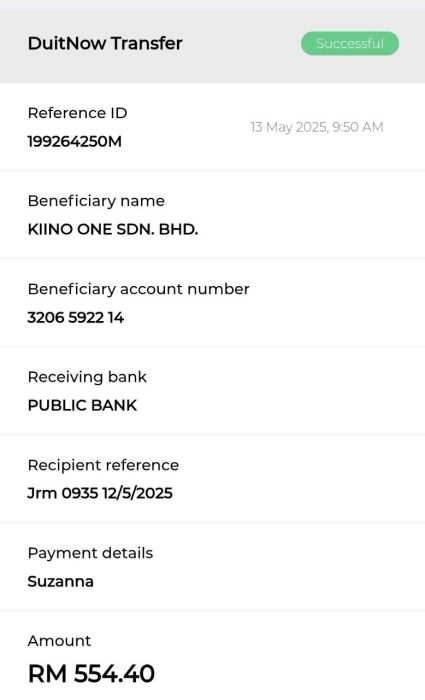 DuitNow Transfer
Successful
Reference ID
13 May 2025, 9:50 AM
199264250M
Beneficiary name
KIINO ONE SDN. BHD.
Beneficiary account number
3206 5922 14
Receiving bank
PUBLIC BANK
Recipient reference
Jrm 0935 12/5/2025
Payment details
Suzanna
Amount
RM 554.40